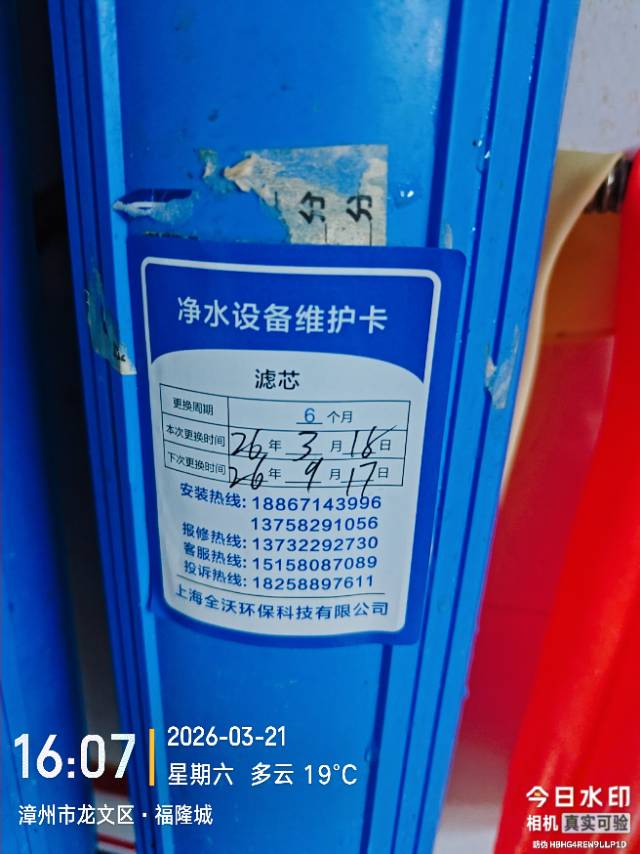 分
分
净水设备维护卡
滤芯
更换周期 6 个月
本次更换时间 26 年 3 月 18 日
下次更换时间 26 年 9 月 17 日
安装热线: 18867143996
13758291056
报修热线: 13732292730
客服热线: 15158087089
投诉热线: 18258897611
上海全沃环保科技有限公司
16:07
2026-03-21
星期六 多云 19°C
漳州市龙文区·福隆城
今日水印
相机 真实可验
防伪 HBHG4REW9LLP1D